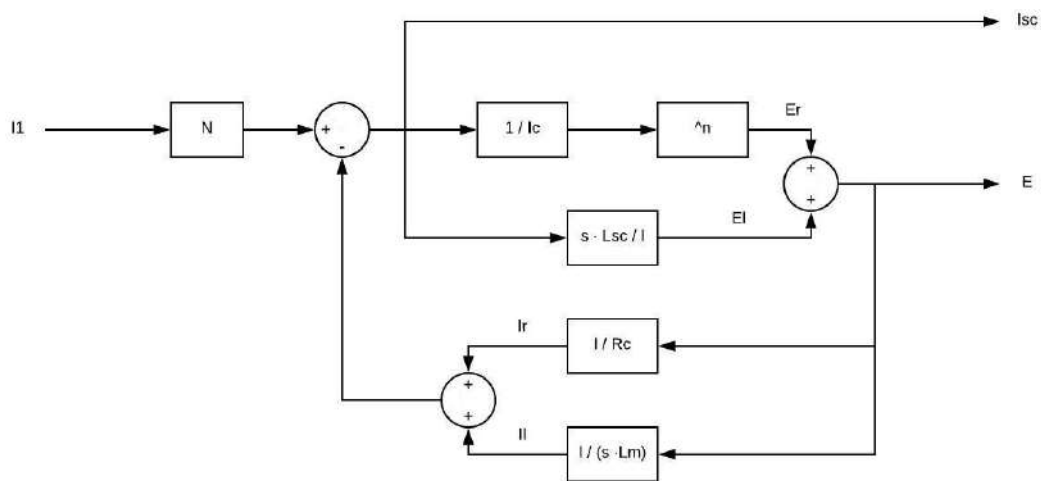 Isc
I1
N
+
-
1 / Ic
^n
Er
+
+
E
s · Lsc / l
El
Ir
l / Rc
+
+
Il
l / (s ·Lm)